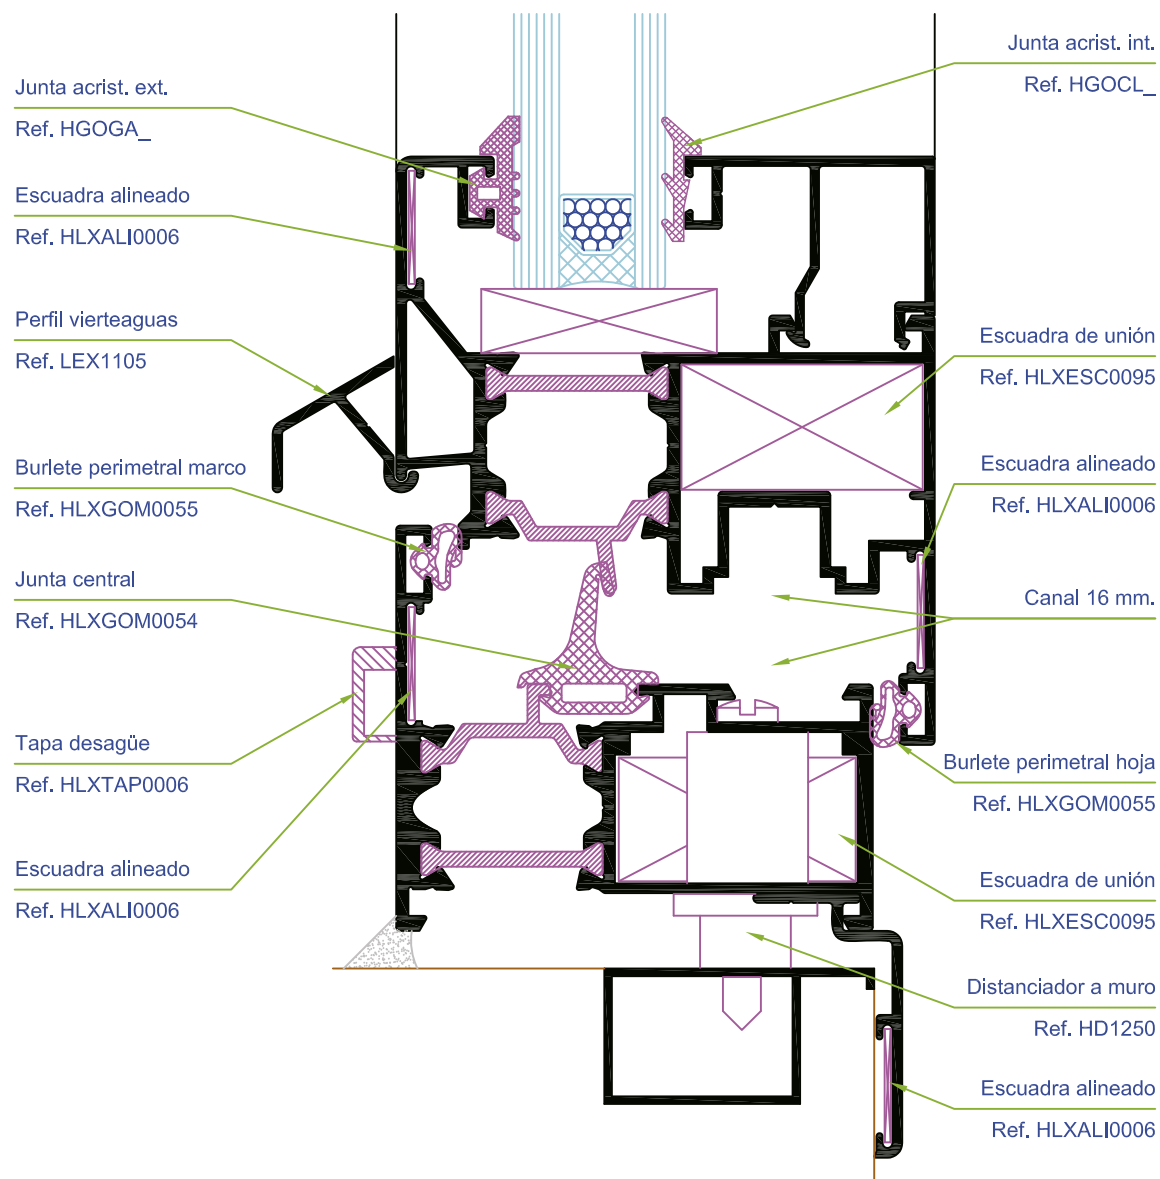 Junta acrist. ext.
Ref. HGOGA_
Escuadra alineado
Ref. HLXALI0006
Perfil vierteaguas
Ref. LEX1105
Burlete perimetral marco
Ref. HLXGOM0055
Junta central
Ref. HLXGOM0054
Tapa desagüe
Ref. HLXTAP0006
Escuadra alineado
Ref. HLXALI0006
Junta acrist. int.
Ref. HGOCL_
Escuadra de unión
Ref. HLXESC0095
Escuadra alineado
Ref. HLXALI0006
Canal 16 mm.
Burlete perimetral hoja
Ref. HLXGOM0055
Escuadra de unión
Ref. HLXESC0095
Distanciador a muro
Ref. HD1250
Escuadra alineado
Ref. HLXALI0006